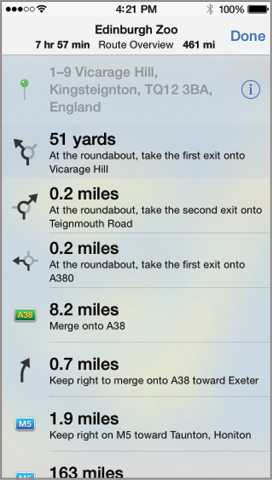 4:21 PM 100%
Edinburgh Zoo
7 hr 57 min Route Overview 461 mi
Done
1–9 Vicarage Hill,
Kingsteignton, TQ12 3BA,
England
51 yards
At the roundabout, take the first exit onto
Vicarage Hill
0.2 miles
At the roundabout, take the second exit onto
Teignmouth Road
0.2 miles
At the roundabout, take the first exit onto
A380
A38
8.2 miles
Merge onto A38
0.7 miles
Keep right to merge onto A38 toward Exeter
M5
1.9 miles
Keep right on M5 toward Taunton, Honiton
M5
163 miles